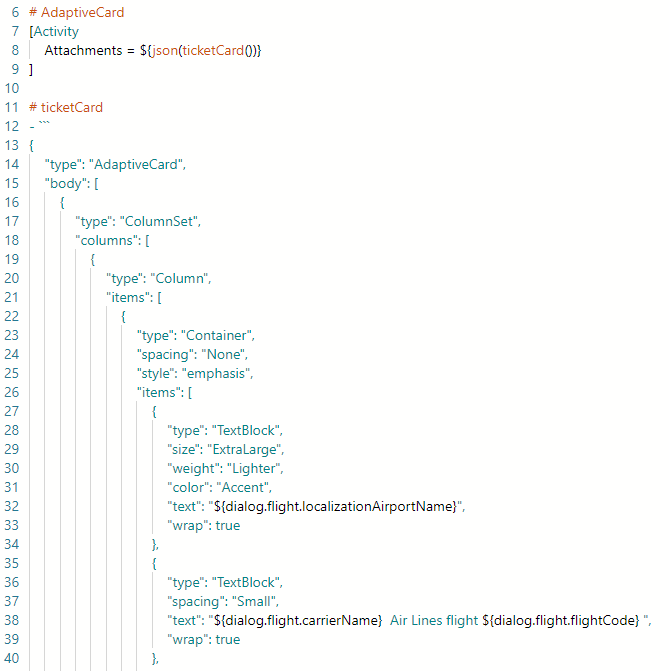 6 # AdaptiveCard
7 [Activity
8     Attachments = ${json(ticketCard())}
9 ]
10
11 # ticketCard
12 - ```
13 {
14     "type": "AdaptiveCard",
15     "body": [
16         {
17             "type": "ColumnSet",
18             "columns": [
19                 {
20                     "type": "Column",
21                     "items": [
22                         {
23                             "type": "Container",
24                             "spacing": "None",
25                             "style": "emphasis",
26                             "items": [
27                                 {
28                                     "type": "TextBlock",
29                                     "size": "ExtraLarge",
30                                     "weight": "Lighter",
31                                     "color": "Accent",
32                                     "text": "${dialog.flight.localizationAirportName}",
33                                     "wrap": true
34                                 },
35                                 {
36                                     "type": "TextBlock",
37                                     "spacing": "Small",
38                                     "text": "${dialog.flight.carrierName}  Air Lines flight ${dialog.flight.flightCode} ",
39                                     "wrap": true
40                                 },